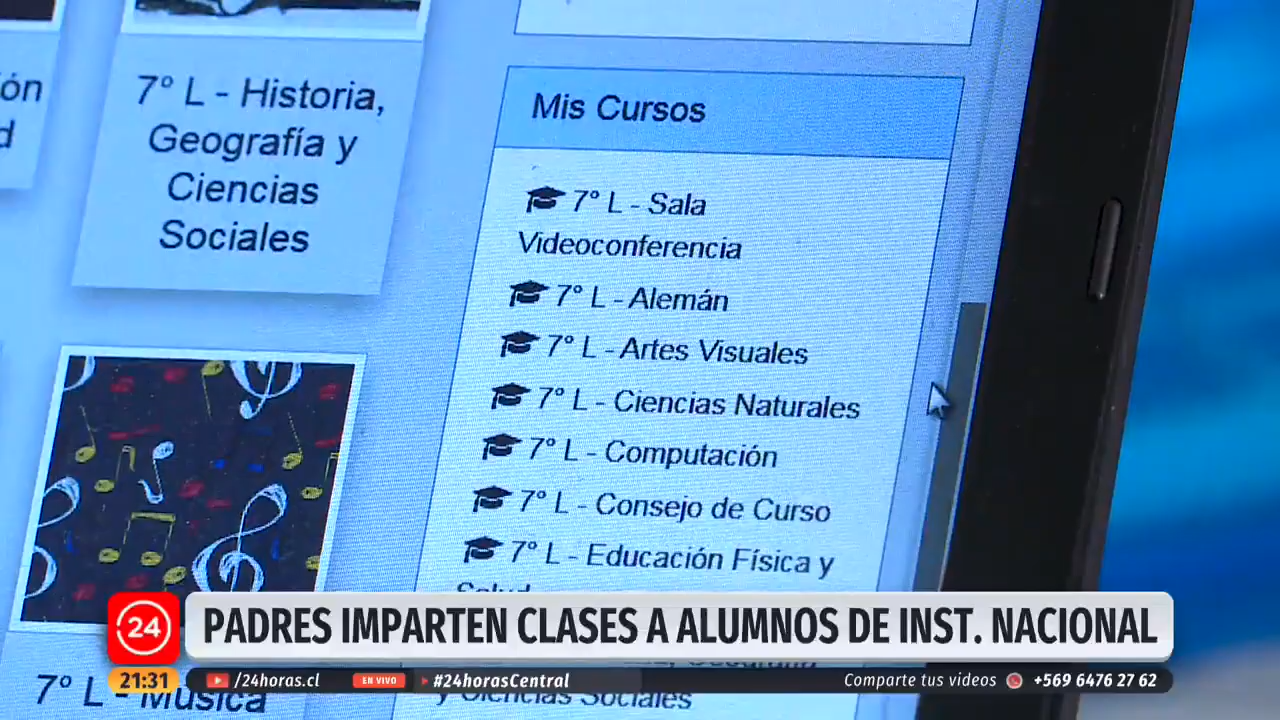 ón
d
7° L - Historia,
Geografía y
Ciencias
Sociales
7° L - Música
Mis Cursos
7° L - Sala
Videoconferencia
7° L - Alemán
7° L - Artes Visuales
7° L - Ciencias Naturales
7° L - Computación
7° L - Consejo de Curso
7° L - Educación Física y
Salud
y Ciencias Sociales
24
PADRES IMPARTEN CLASES A ALUMNOS DE INST. NACIONAL
21:31
/24horas.cl
EN VIVO
#24horasCentral
Comparte tus videos
+569 6476 27 62